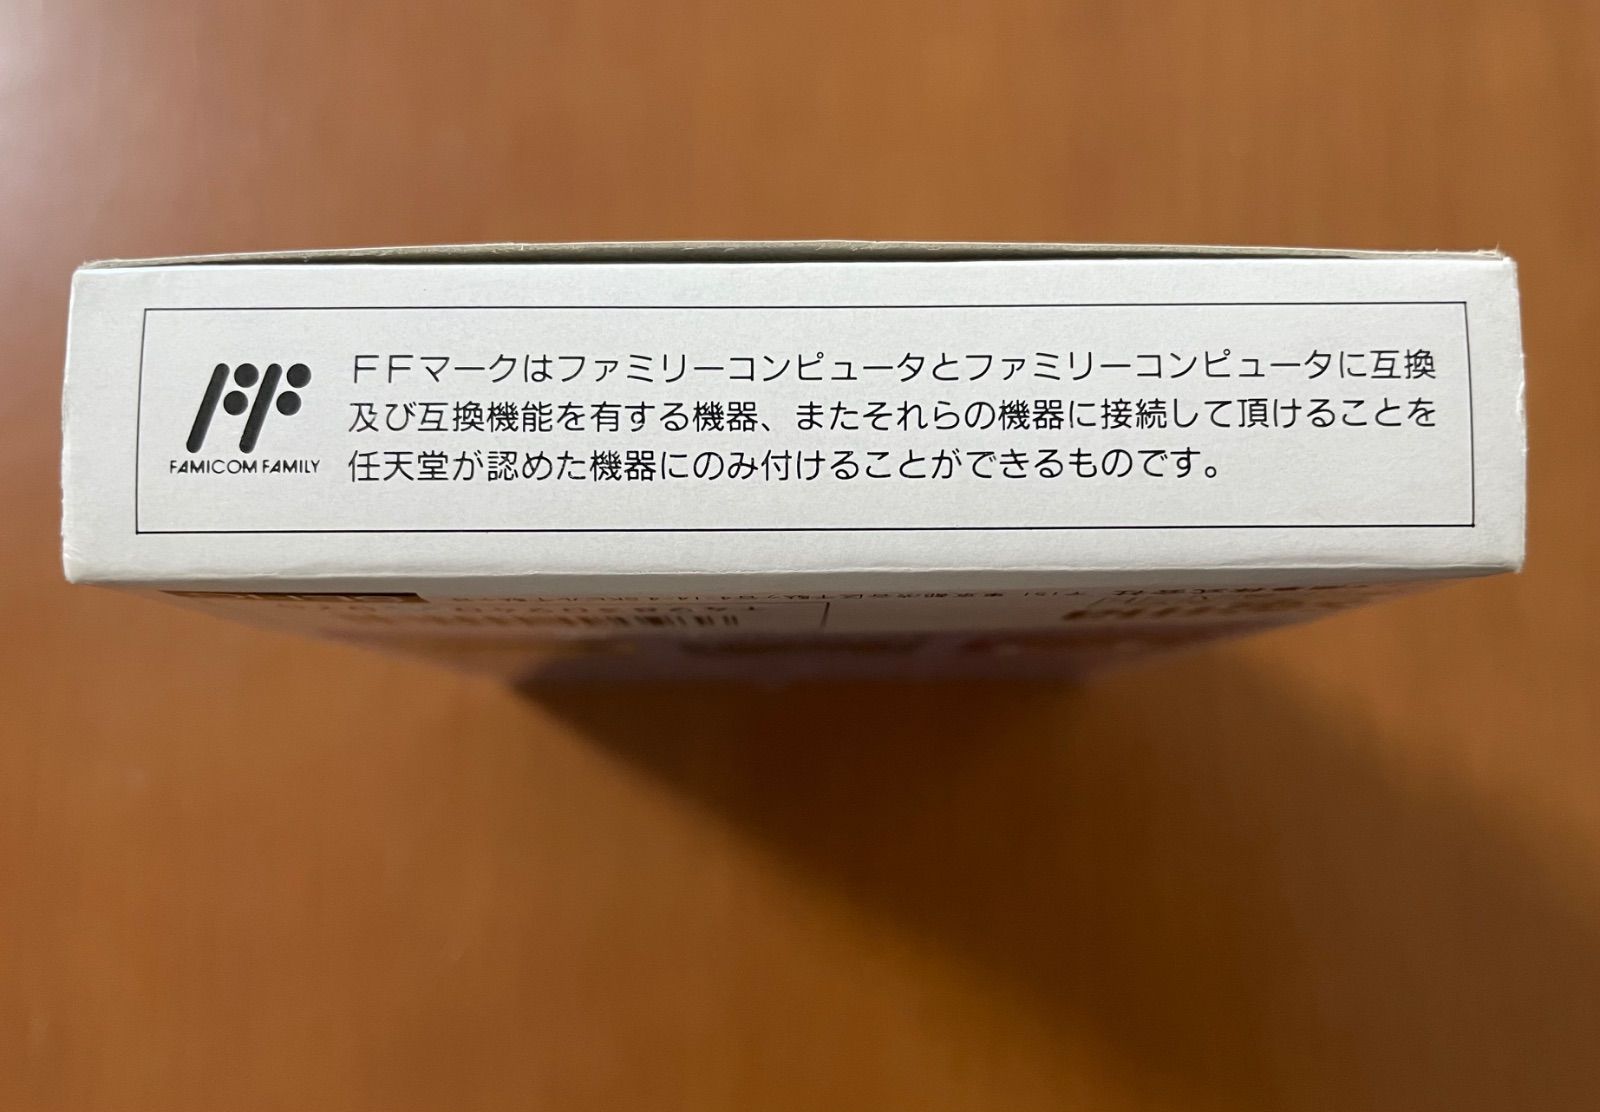 FAMICOM FAMILY
FFマークはファミリーコンピュータとファミリーコンピュータに互換
及び互換機能を有する機器、またそれらの機器に接続して頂けることを
任天堂が認めた機器にのみ付けることができるものです。